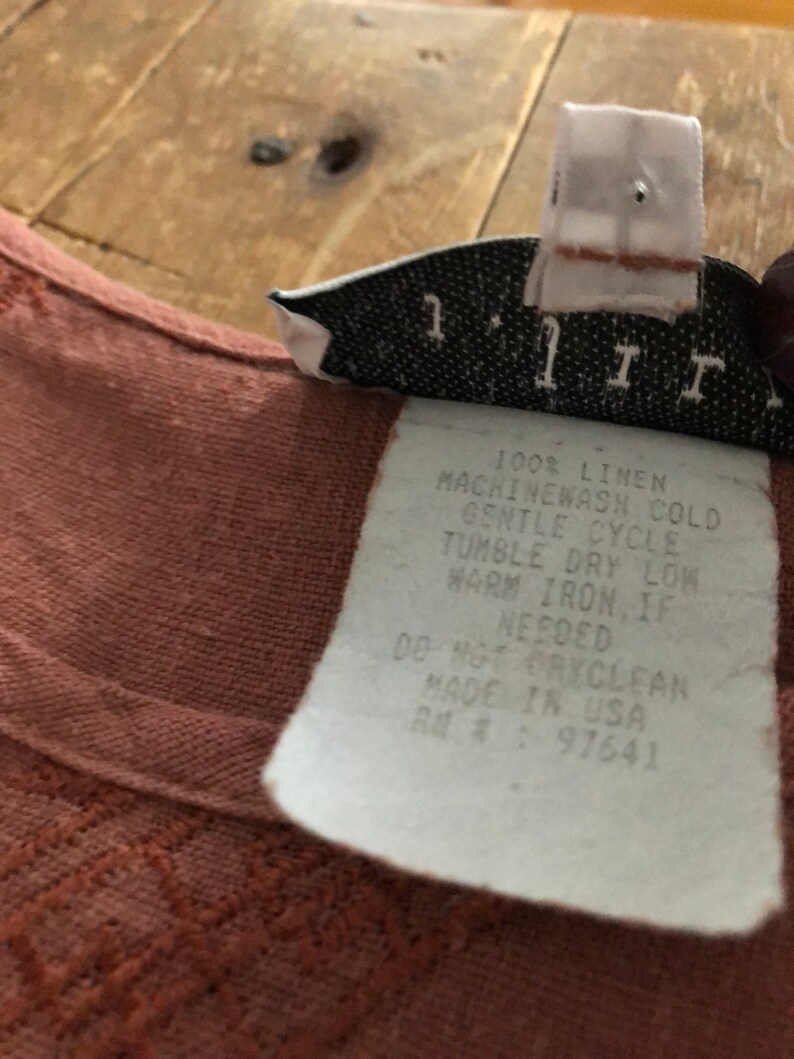 100% LINEN
MACHINEWASH COLD
GENTLE CYCLE
TUMBLE DRY LOW
WARM IRON, IF
NEEDED
DO NOT DRYCLEAN
MADE IN USA
RN # : 97641